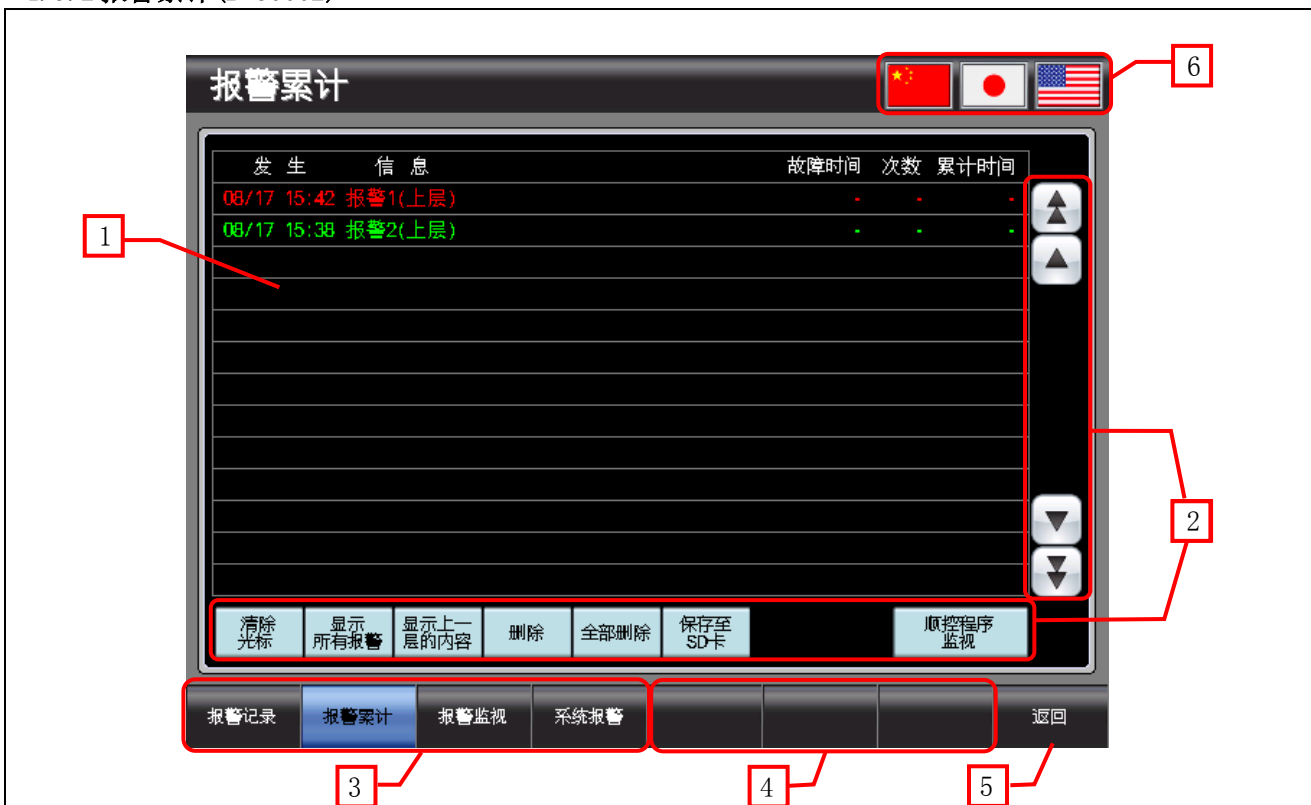 报警累计
6
发 生 信 息 故障时间 次数 累计时间
08/17 15:42 报警1(上层) - - -
08/17 15:38 报警2(上层) - - -
1
2
清除
光标
显示
所有报警
显示上一
层的内容
删除
全部删除
保存至
SD卡
顺控程序
监视
报警记录 报警累计 报警监视 系统报警 返回
3 4 5